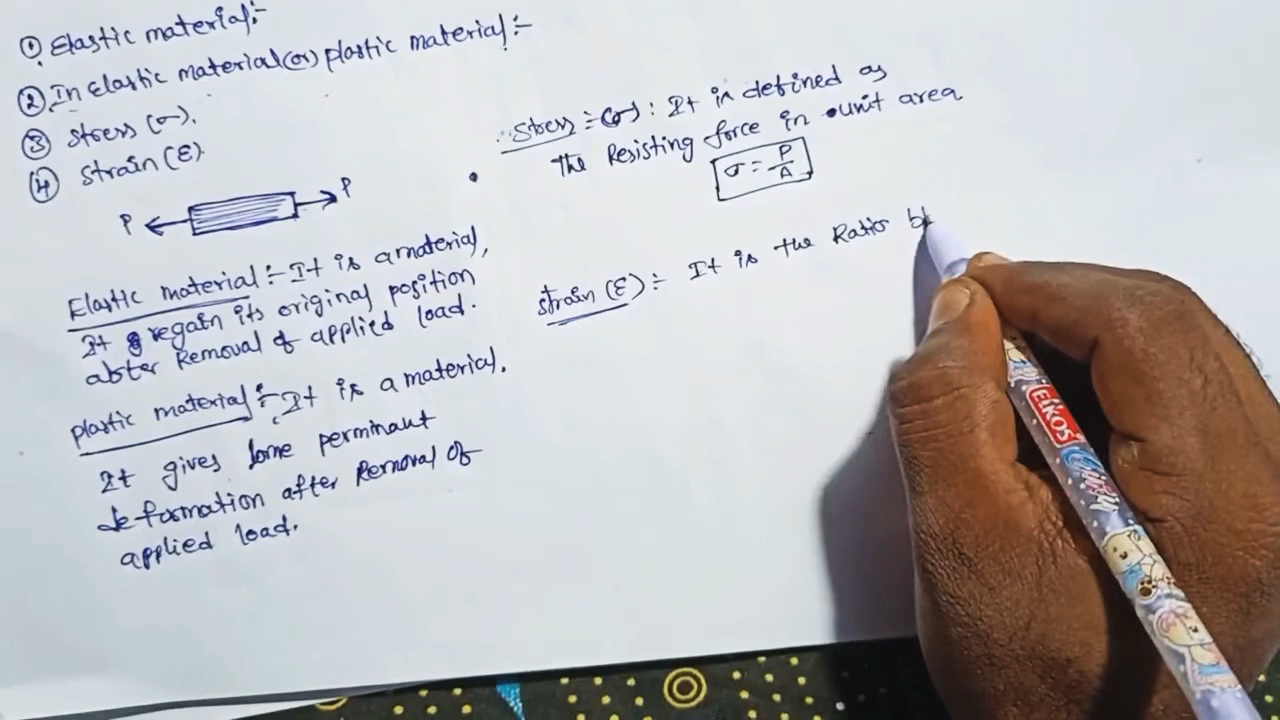 ① Elastic material:-
② In Elastic material (or) plastic material:-
③ Stress (σ).
④ Strain (ε).
P P
Elastic material:- It is a material,
It regain its original position
abter Removal of applied load.
plastic material:- It is a material.
It gives Some perminant
deformation after Removal of
applied load.
Stress:- (σ): It is defined as
The Resisting force in unit area
σ = P/A
Strain (ε):- It is the Ratio b/
EiKOS